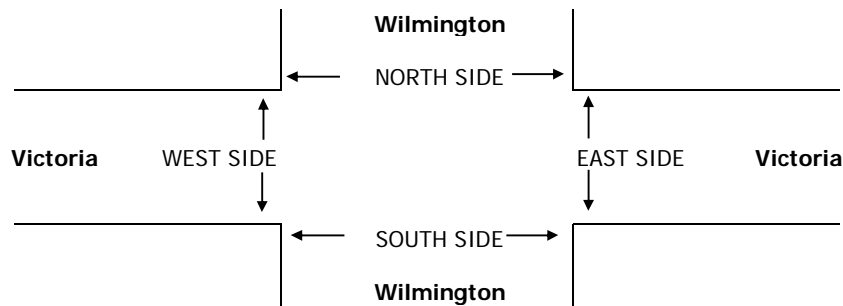 Wilmington
NORTH SIDE
Victoria WEST SIDE EAST SIDE Victoria
SOUTH SIDE
Wilmington